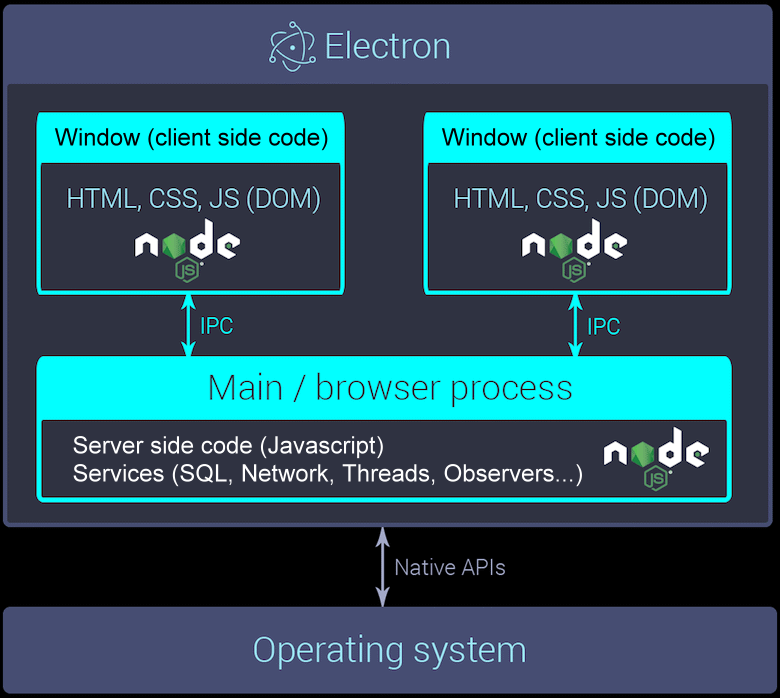 Electron
Window (client side code)
HTML, CSS, JS (DOM)
node
JS
IPC
Window (client side code)
HTML, CSS, JS (DOM)
node
JS
IPC
Main / browser process
Server side code (Javascript)
Services (SQL, Network, Threads, Observers...)
node
JS
Native APIs
Operating system